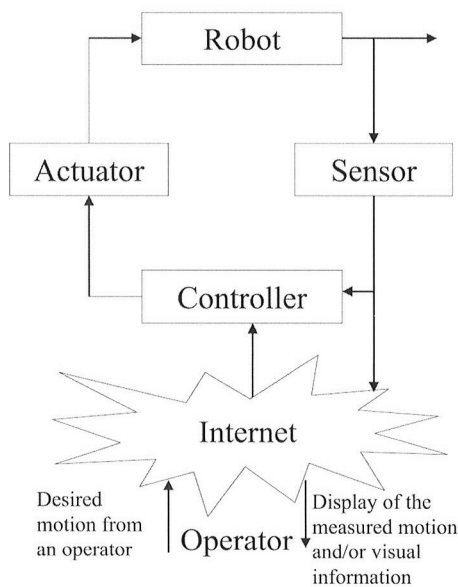 Robot
Actuator
Sensor
Controller
Internet
Desired
motion from
an operator
Operator
Display of the
measured motion
and/or visual
information